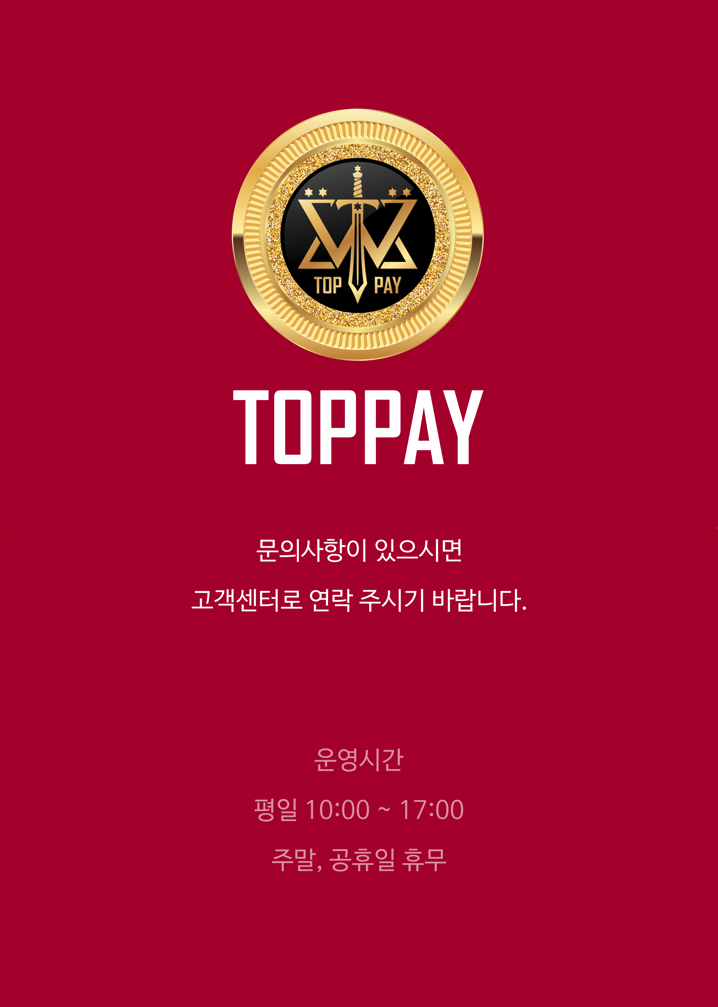 TOP PAY
TOPPAY
문의사항이 있으시면
고객센터로 연락 주시기 바랍니다.
운영시간
평일 10:00 ~ 17:00
주말, 공휴일 휴무